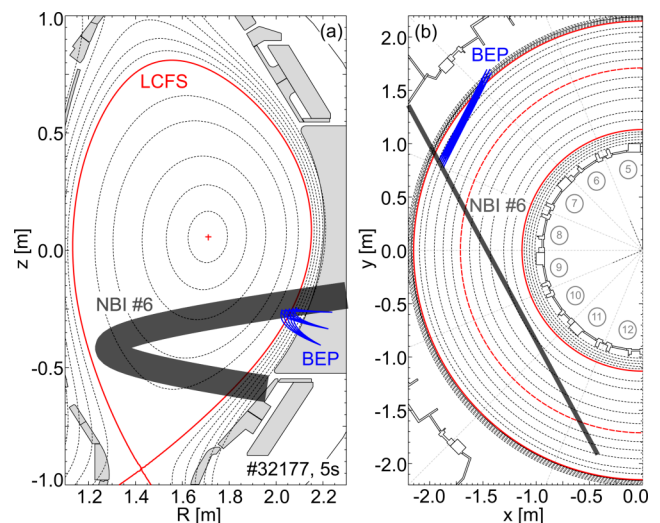 (a)
LCFS
NBI #6
BEP
#32177, 5s
1.0
0.5
0.0
-0.5
-1.0
z [m]
1.2 1.4 1.6 1.8 2.0 2.2
R [m]
(b)
BEP
NBI #6
5
6
7
8
9
10
11
12
2.0
1.5
1.0
0.5
0.0
-0.5
-1.0
-1.5
-2.0
y [m]
-2.0 -1.5 -1.0 -0.5 0.0
x [m]